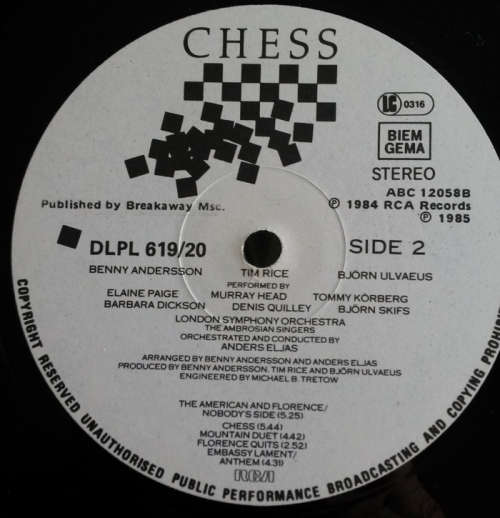 CHESS
LC 0316
BIEM
GEMA
STEREO
ABC 12058B
Published by Breakaway Msc.
Ⓟ 1984 RCA Records
Ⓟ 1985
DLPL 619/20
SIDE 2
BENNY ANDERSSON TIM RICE BJÖRN ULVAEUS
PERFORMED BY
ELAINE PAIGE MURRAY HEAD TOMMY KÖRBERG
BARBARA DICKSON DENIS QUILLEY BJÖRN SKIFS
LONDON SYMPHONY ORCHESTRA
THE AMBROSIAN SINGERS
ORCHESTRATED AND CONDUCTED BY
ANDERS ELJAS
ARRANGED BY BENNY ANDERSSON AND ANDERS ELJAS
PRODUCED BY BENNY ANDERSSON, TIM RICE AND BJÖRN ULVAEUS
ENGINEERED BY MICHAEL B. TRETOW
THE AMERICAN AND FLORENCE/
NOBODY'S SIDE (5.25)
CHESS (5.44)
MOUNTAIN DUET (4.42)
FLORENCE QUITS (2.52)
EMBASSY LAMENT/
ANTHEM (4.31)
RCA
COPYRIGHT RESERVED UNAUTHORISED PUBLIC PERFORMANCE BROADCASTING AND COPYING